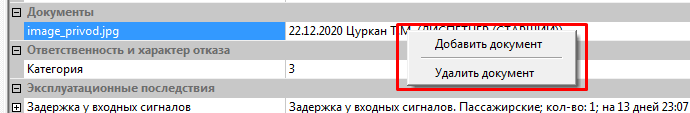 Документы
image_privod.jpg 22.12.2020 Цуркан Т.М. (ДИСПЕТЧЕР (СТАРШИЙ))
Добавить документ
Ответственность и характер отказа
Категория 3
Удалить документ
Эксплуатационные последствия
Задержка у входных сигналов Задержка у входных сигналов. Пассажирские; кол-во: 1; на 13 дней 23:07